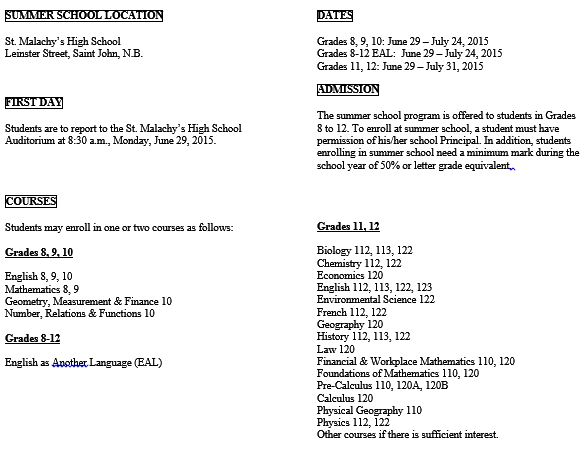 SUMMER SCHOOL LOCATION
St. Malachy's High School
Leinster Street, Saint John, N.B.
FIRST DAY
Students are to report to the St. Malachy's High School
Auditorium at 8:30 a.m., Monday, June 29, 2015.
COURSES
Students may enroll in one or two courses as follows:
Grades 8, 9, 10
English 8, 9, 10
Mathematics 8, 9
Geometry, Measurement & Finance 10
Number, Relations & Functions 10
Grades 8-12
English as Another Language (EAL)
DATES
Grades 8, 9, 10: June 29 – July 24, 2015
Grades 8-12 EAL:  June 29 – July 24, 2015
Grades 11, 12: June 29 – July 31, 2015
ADMISSION
The summer school program is offered to students in Grades
8 to 12. To enroll at summer school, a student must have
permission of his/her school Principal. In addition, students
enrolling in summer school need a minimum mark during the
school year of 50% or letter grade equivalent..
Grades 11, 12
Biology 112, 113, 122
Chemistry 112, 122
Economics 120
English 112, 113, 122, 123
Environmental Science 122
French 112, 122
Geography 120
History 112, 113, 122
Law 120
Financial & Workplace Mathematics 110, 120
Foundations of Mathematics 110, 120
Pre-Calculus 110, 120A, 120B
Calculus 120
Physical Geography 110
Physics 112, 122
Other courses if there is sufficient interest.